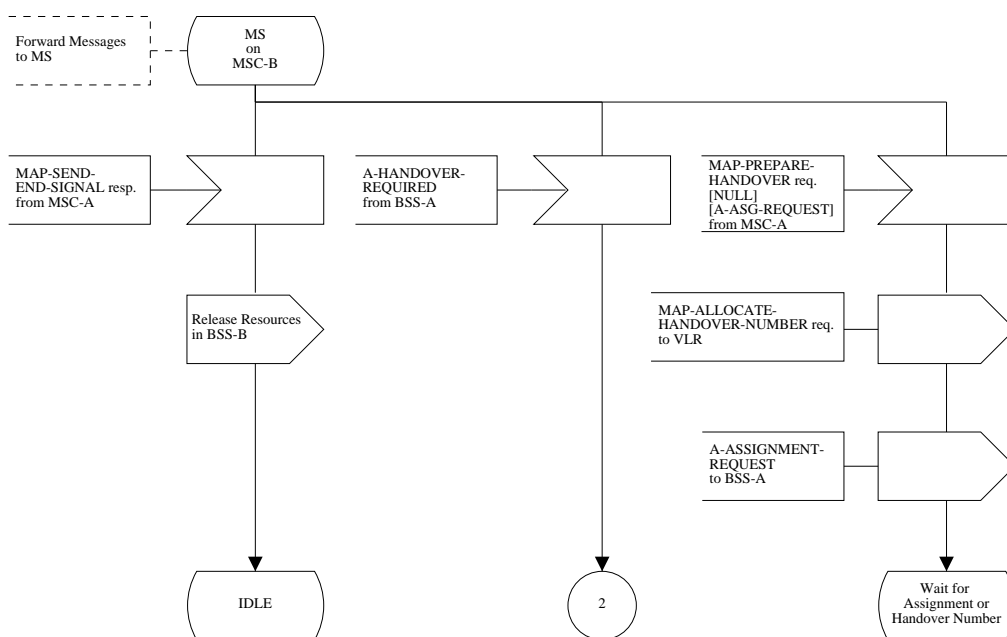 Forward Messages
to MS
MS
on
MSC-B
MAP-SEND-
END-SIGNAL resp.
from MSC-A
A-HANDOVER-
REQUIRED
from BSS-A
MAP-PREPARE-
HANDOVER req.
[NULL]
[A-ASG-REQUEST]
from MSC-A
Release Resources
in BSS-B
MAP-ALLOCATE-
HANDOVER-NUMBER req.
to VLR
A-ASSIGNMENT-
REQUEST
to BSS-A
IDLE
2
Wait for
Assignment or
Handover Number